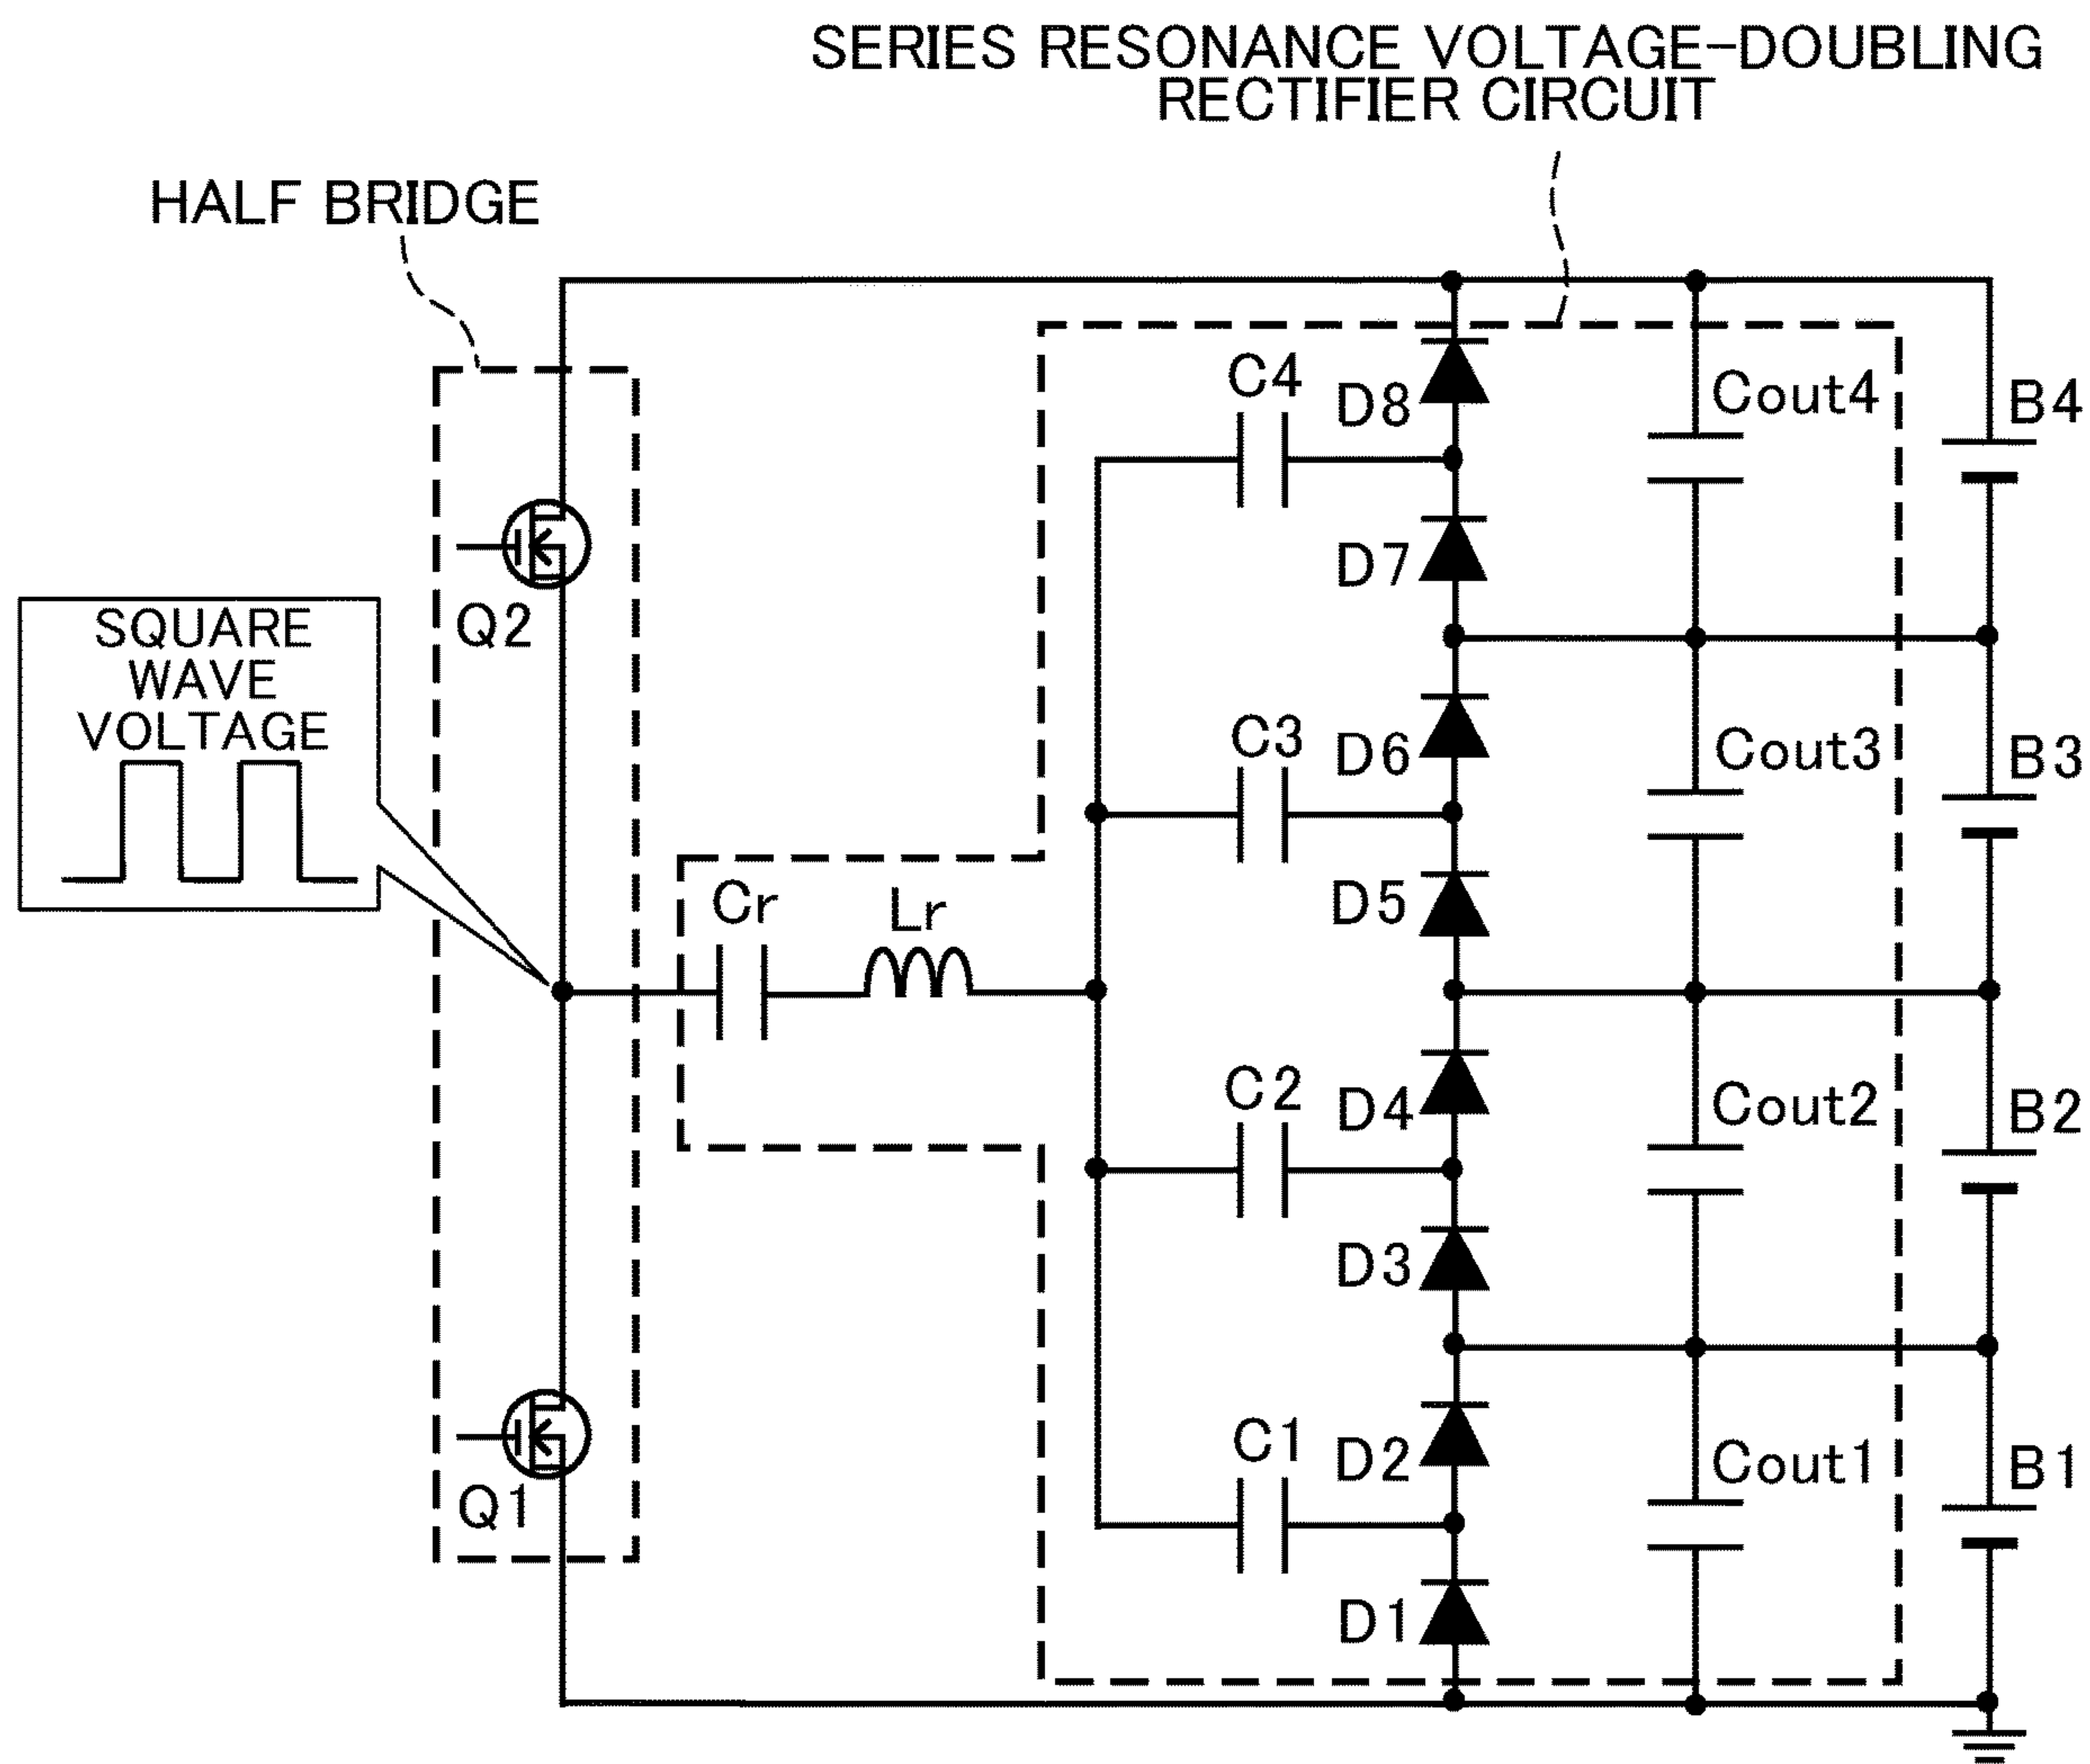 SERIES RESONANCE VOLTAGE-DOUBLING
RECTIFIER CIRCUIT
HALF BRIDGE
C4
D8
Cout4
B4
D7
Q2
SQUARE
WAVE
VOLTAGE
C3
D6
Cout3
B3
Cr
Lr
D5
C2
D4
Cout2
B2
D3
C1
D2
Cout1
B1
Q1
D1